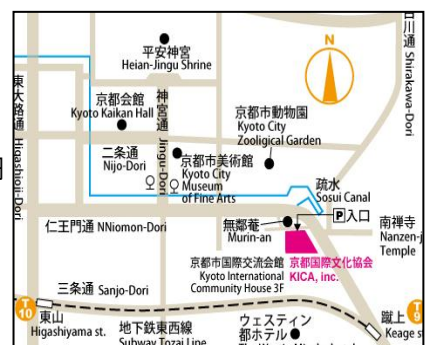 N
平安神宮
Heian-Jingu Shrine
川通 Shirakawa-Dori
東大路通 Higashioji-Dori
京都会館
Kyoto Kaikan Hall
神宮通 Jingu-Dori
京都市動物園
Kyoto City
Zooligical Garden
二条通
Nijo-Dori
京都市美術館
Kyoto City
Museum
of Fine Arts
疏水
Sosui Canal
P入口
仁王門通 NNiomon-Dori
無鄰菴
Murin-an
南禅寺
Nanzen-j
Temple
京都市国際交流会館
Kyoto International
Community House 3F
京都国際文化協会
KICA, inc.
三条通 Sanjo-Dori
T10
東山
Higashiyama st.
地下鉄東西線
Subway Tozai Line
ウェスティン
都ホテル
T9
蹴上
Keage s